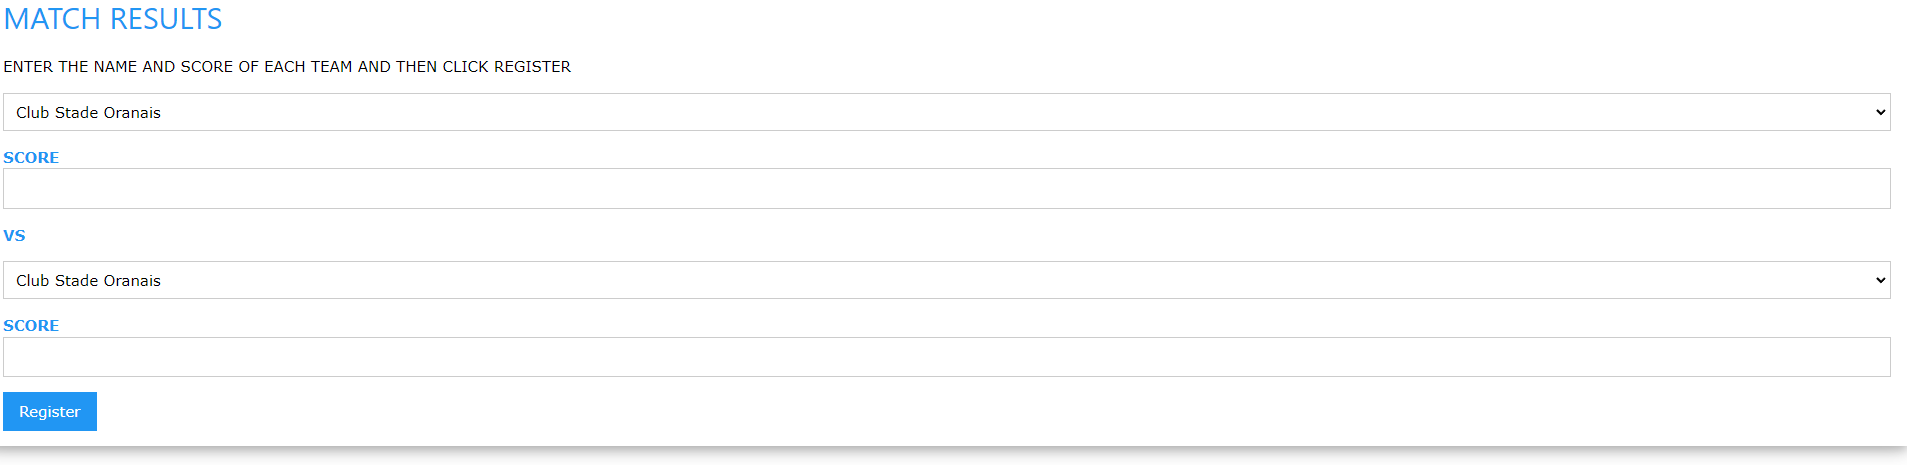 MATCH RESULTS
ENTER THE NAME AND SCORE OF EACH TEAM AND THEN CLICK REGISTER
Club Stade Oranais
SCORE
VS
Club Stade Oranais
SCORE
Register